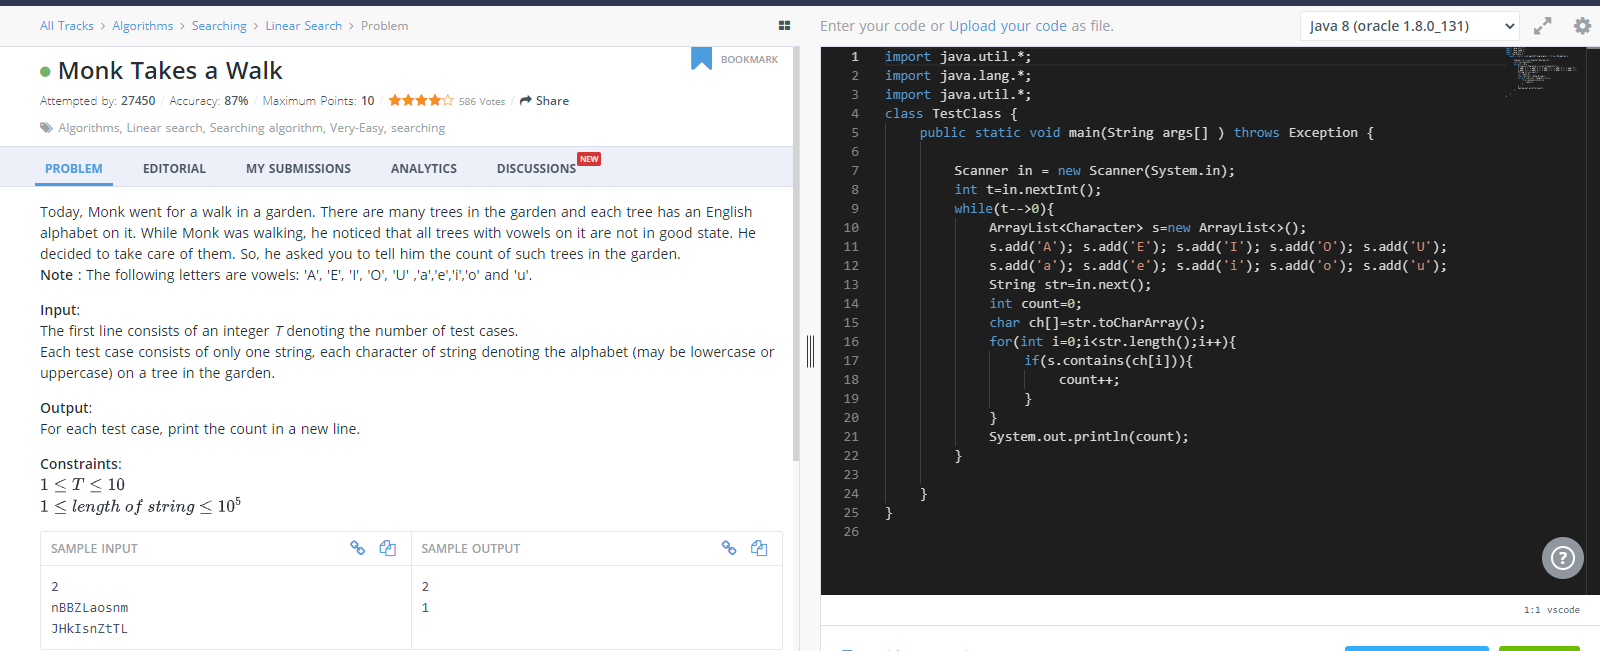 All Tracks > Algorithms > Searching > Linear Search > Problem
Monk Takes a Walk
BOOKMARK
Attempted by: 27450 / Accuracy: 87% / Maximum Points: 10 / 586 Votes / Share
Algorithms, Linear search, Searching algorithm, Very-Easy, searching
PROBLEM EDITORIAL MY SUBMISSIONS ANALYTICS DISCUSSIONS NEW
Today, Monk went for a walk in a garden. There are many trees in the garden and each tree has an English
alphabet on it. While Monk was walking, he noticed that all trees with vowels on it are not in good state. He
decided to take care of them. So, he asked you to tell him the count of such trees in the garden.
Note : The following letters are vowels: 'A', 'E', 'I', 'O', 'U' ,'a','e','i','o' and 'u'.
Input:
The first line consists of an integer T denoting the number of test cases.
Each test case consists of only one string, each character of string denoting the alphabet (may be lowercase or
uppercase) on a tree in the garden.
Output:
For each test case, print the count in a new line.
Constraints:
1 ≤ T ≤ 10
1 ≤ length of string ≤ 10⁵
SAMPLE INPUT
2
nBBZLaosnm
JHkIsnZtTL
SAMPLE OUTPUT
2
1
Enter your code or Upload your code as file.
Java 8 (oracle 1.8.0_131)
1 import java.util.*;
2 import java.lang.*;
3 import java.util.*;
4 class TestClass {
5 public static void main(String args[] ) throws Exception {
6
7 Scanner in = new Scanner(System.in);
8 int t=in.nextInt();
9 while(t-->0){
10 ArrayList<Character> s=new ArrayList<>();
11 s.add('A'); s.add('E'); s.add('I'); s.add('O'); s.add('U');
12 s.add('a'); s.add('e'); s.add('i'); s.add('o'); s.add('u');
13 String str=in.next();
14 int count=0;
15 char ch[]=str.toCharArray();
16 for(int i=0;i<str.length();i++){
17 if(s.contains(ch[i])){
18 count++;
19 }
20 }
21 System.out.println(count);
22 }
23
24 }
25 }
26
?
1:1 vscode